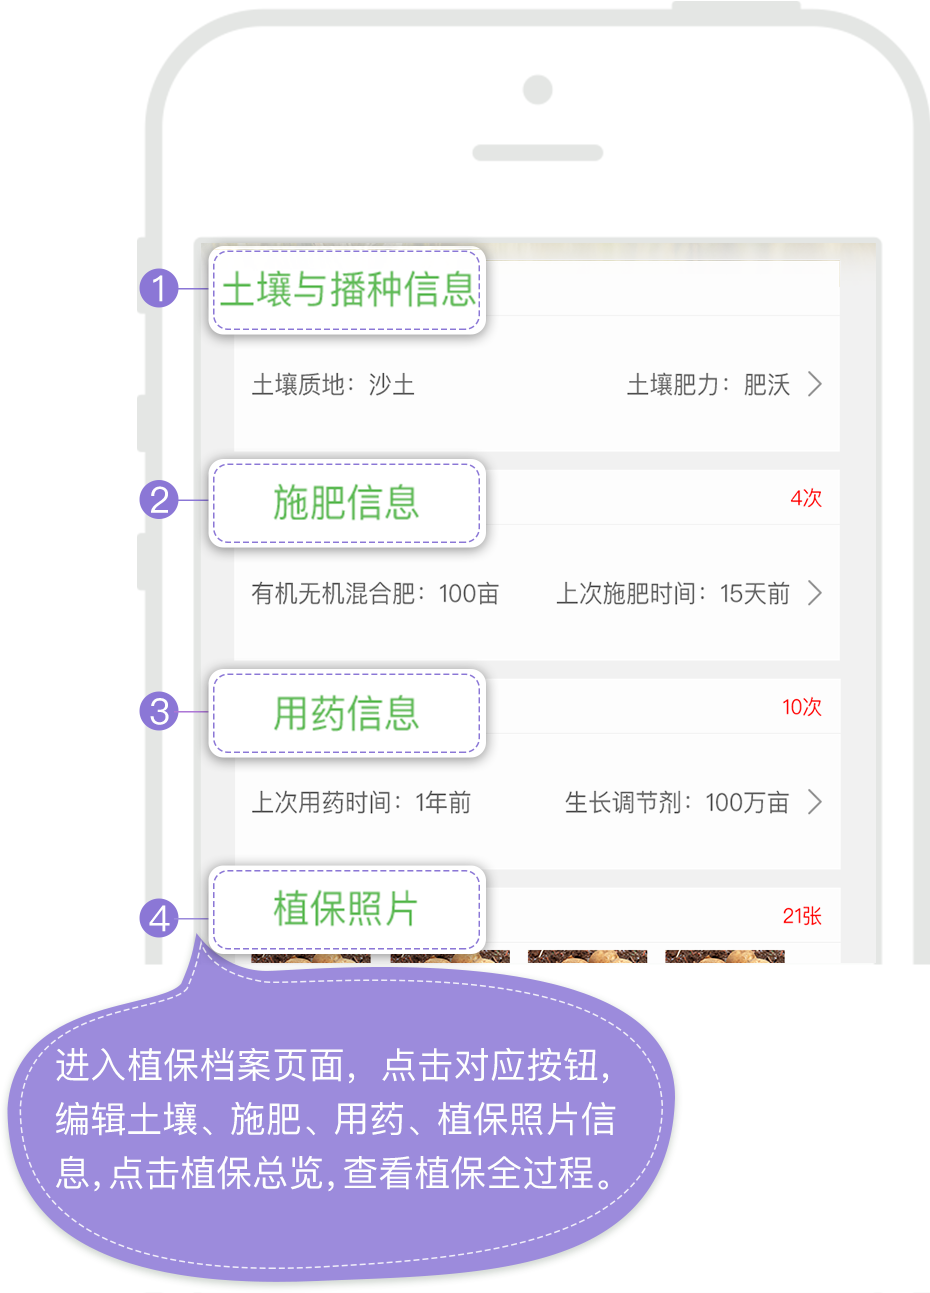 1 土壤与播种信息
土壤质地：沙土 土壤肥力：肥沃
2 施肥信息 4次
有机无机混合肥：100亩 上次施肥时间：15天前
3 用药信息 10次
上次用药时间：1年前 生长调节剂：100万亩
4 植保照片 21张
进入植保档案页面，点击对应按钮，
编辑土壤、施肥、用药、植保照片信
息，点击植保总览，查看植保全过程。